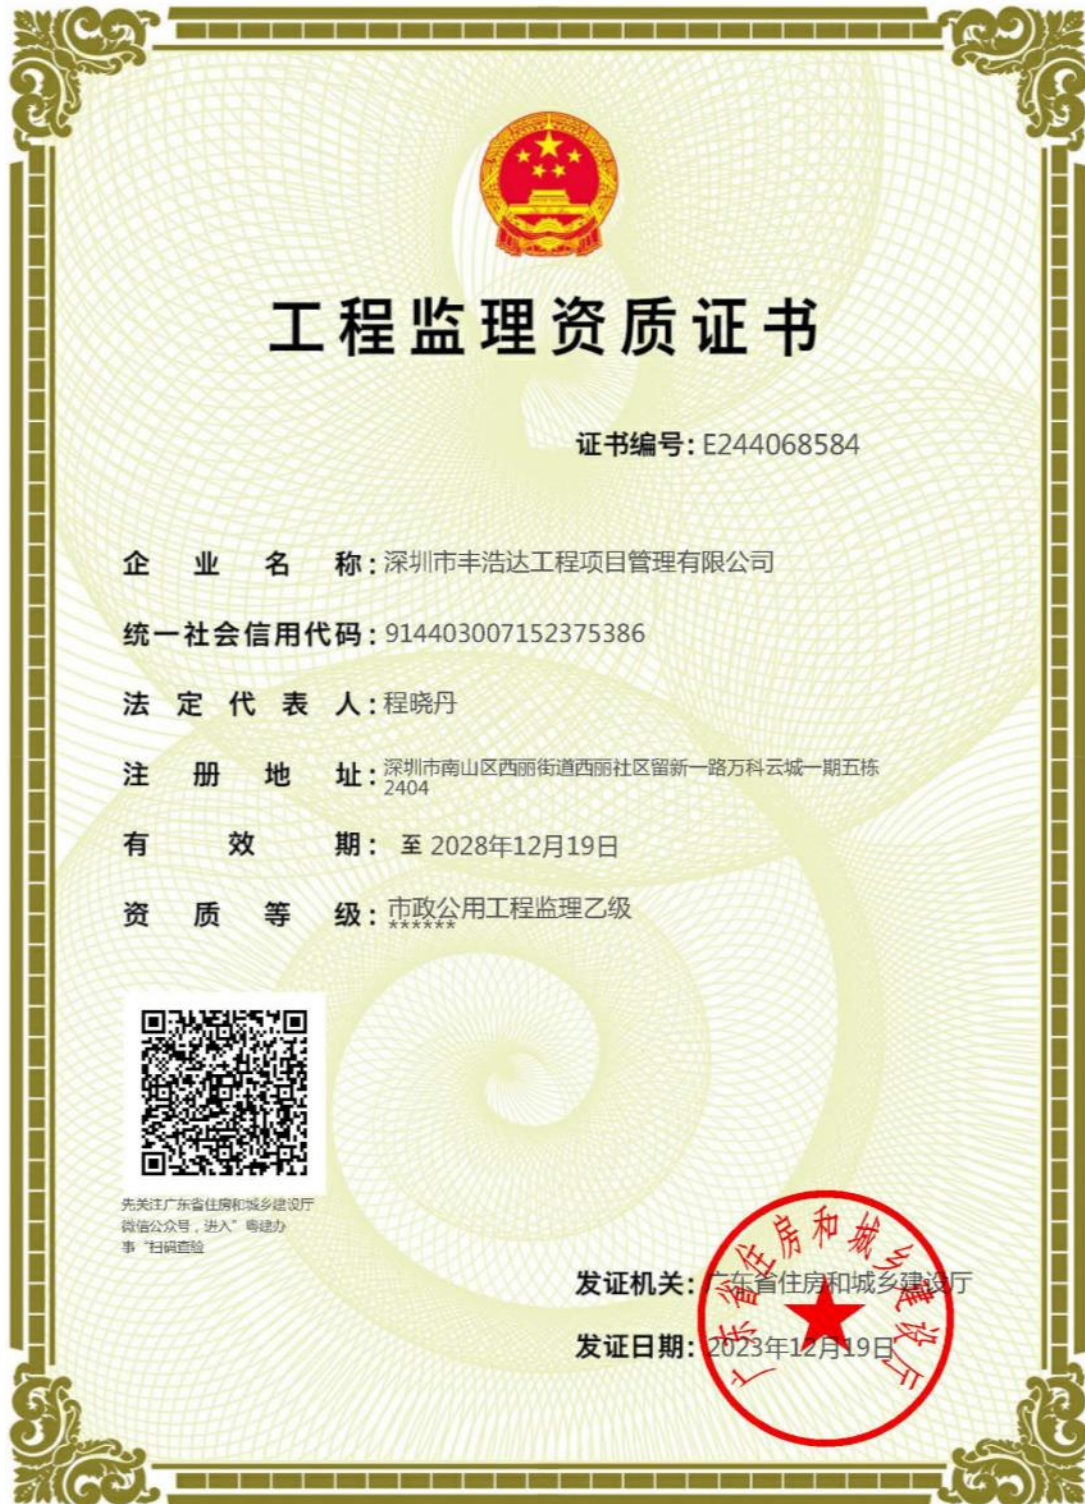 工程监理资质证书
证书编号：E244068584
企业名称：深圳市丰浩达工程项目管理有限公司
统一社会信用代码：914403007152375386
法定代表人：程晓丹
注册地址：深圳市南山区西丽街道西丽社区留新一路万科云城一期五栋
2404
有效期： 至 2028年12月19日
资质等级：市政公用工程监理乙级
******
先关注广东省住房和城乡建设厅
微信公众号，进入”粤建办
事“扫码查验
发证机关：广东省住房和城乡建设厅
发证日期：2023年12月19日
广东省住房和城乡建设厅